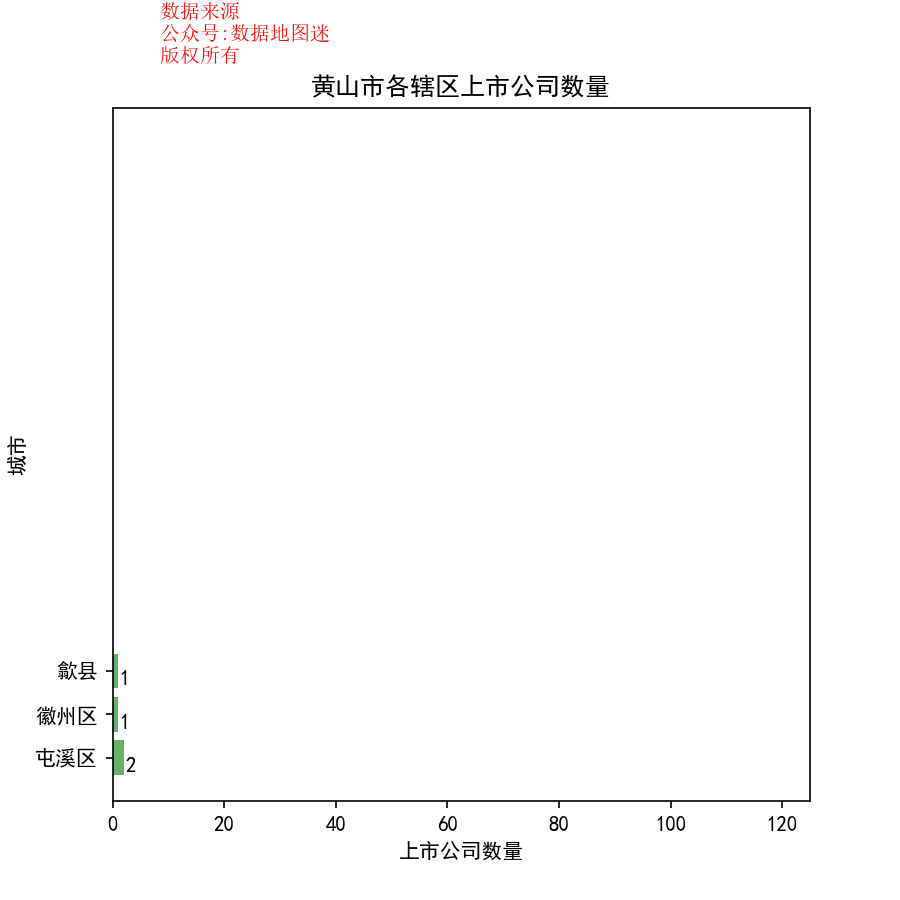 数据来源
公众号:数据地图迷
版权所有
黄山市各辖区上市公司数量
城市
歙县
1
徽州区
1
屯溪区
2
0 20 40 60 80 100 120
上市公司数量